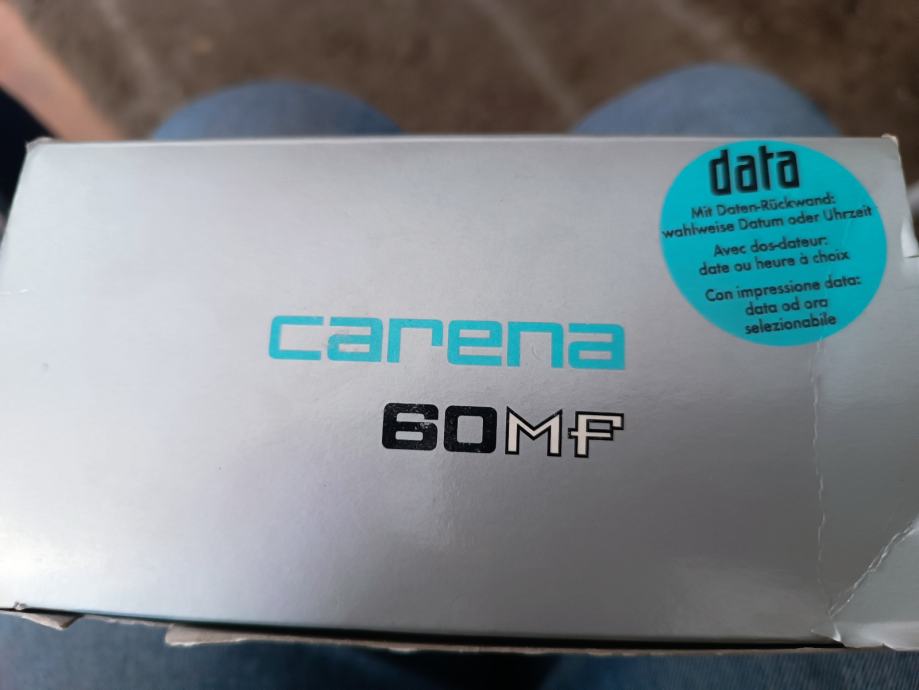 data
Mit Daten-Rückwand:
wahlweise Datum oder Uhrzeit
Avec dos-dateur:
date ou heure à choix
Con impressione data:
data od ora
selezionabile
carena
60MF